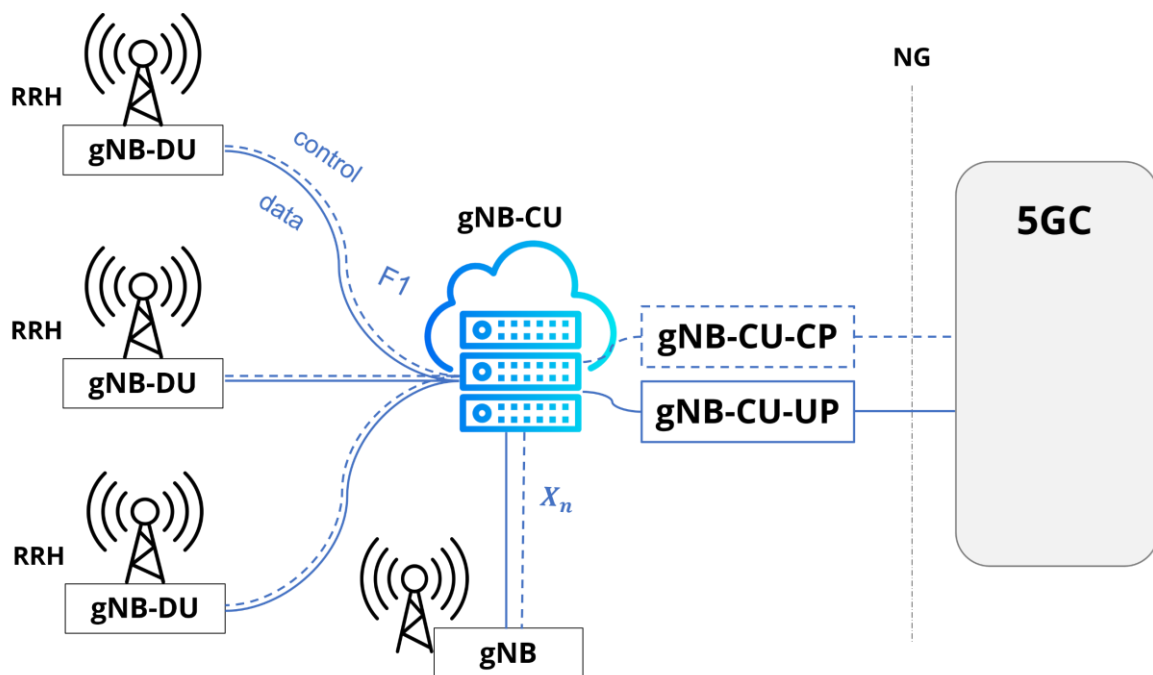 RRH
gNB-DU
control
data
F1
RRH
gNB-DU
RRH
gNB-DU
gNB-CU
gNB-CU-CP
gNB-CU-UP
Xn
gNB
NG
5GC